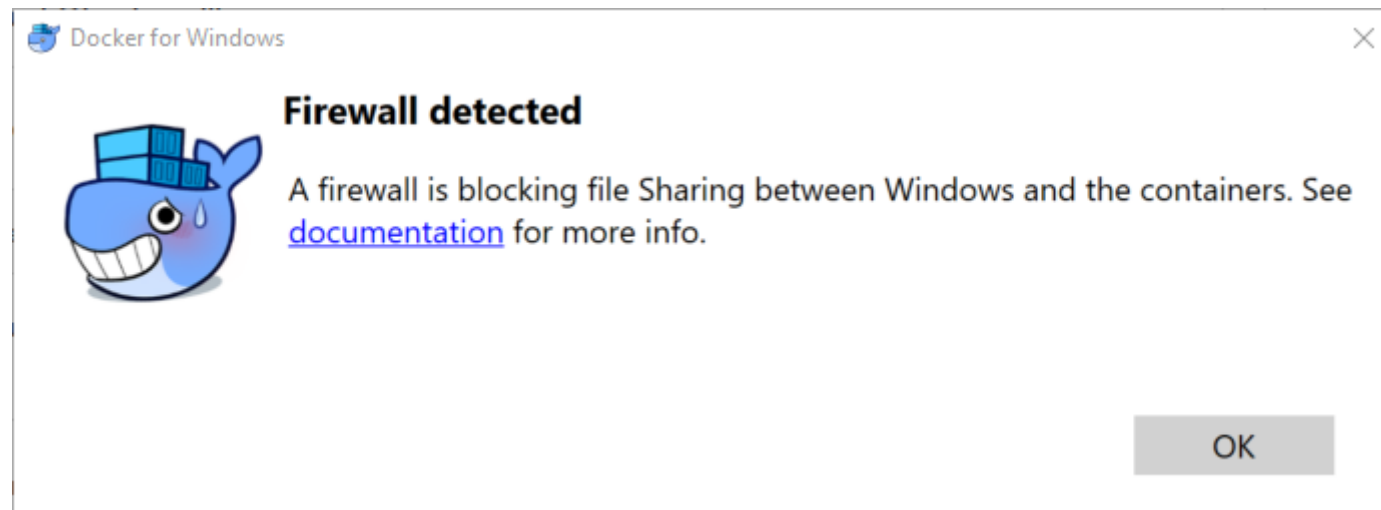 Docker for Windows
Firewall detected
A firewall is blocking file Sharing between Windows and the containers. See
documentation for more info.
OK